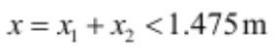 x = x₁ + x₂ < 1.475 m